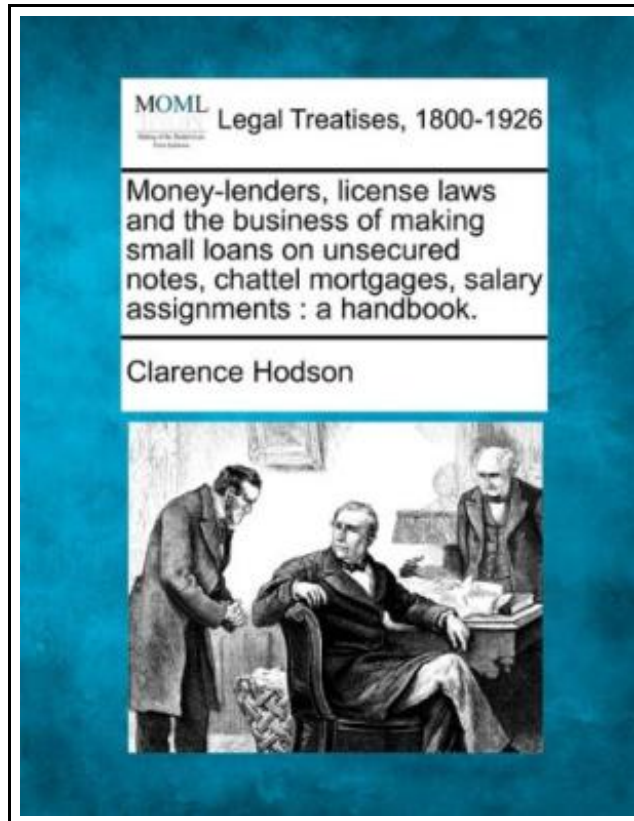 MOML
Legal Treatises, 1800-1926
Money-lenders, license laws
and the business of making
small loans on unsecured
notes, chattel mortgages, salary
assignments : a handbook.
Clarence Hodson